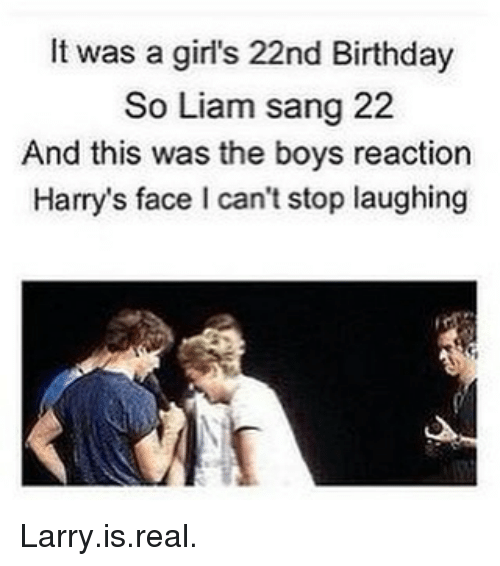 It was a girl's 22nd Birthday
So Liam sang 22
And this was the boys reaction
Harry's face I can't stop laughing
Larry.is.real.